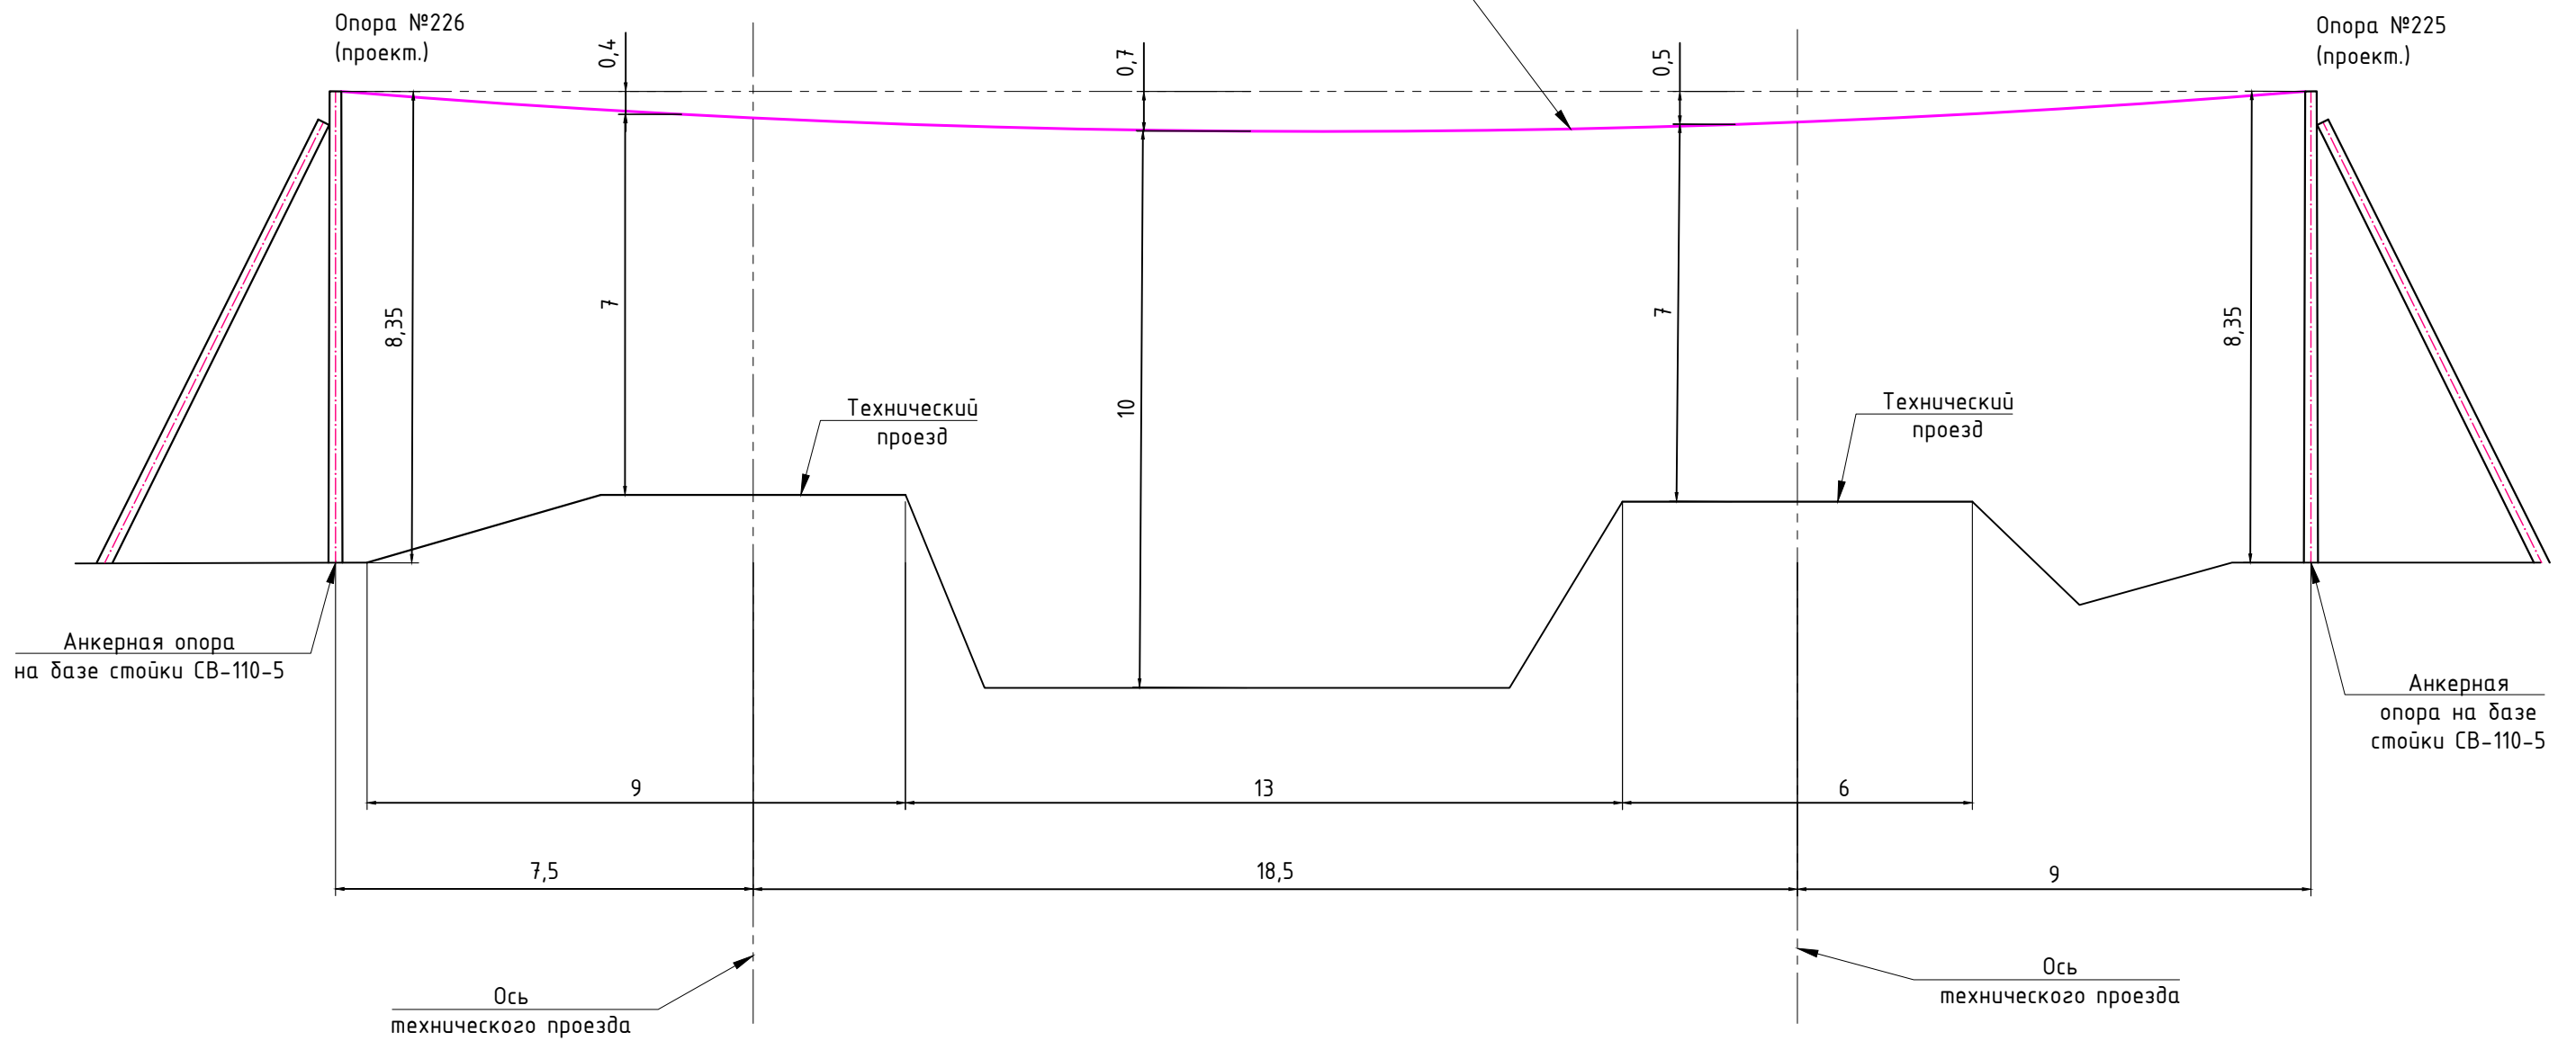 Опора №226
(проект.)
0,4
0,7
0,5
Опора №225
(проект.)
8,35
7
10
7
8,35
Технический
проезд
Технический
проезд
Анкерная опора
на базе стойки СВ-110-5
Анкерная
опора на базе
стойки СВ-110-5
9
13
6
7,5
18,5
9
Ось
технического проезда
Ось
технического проезда